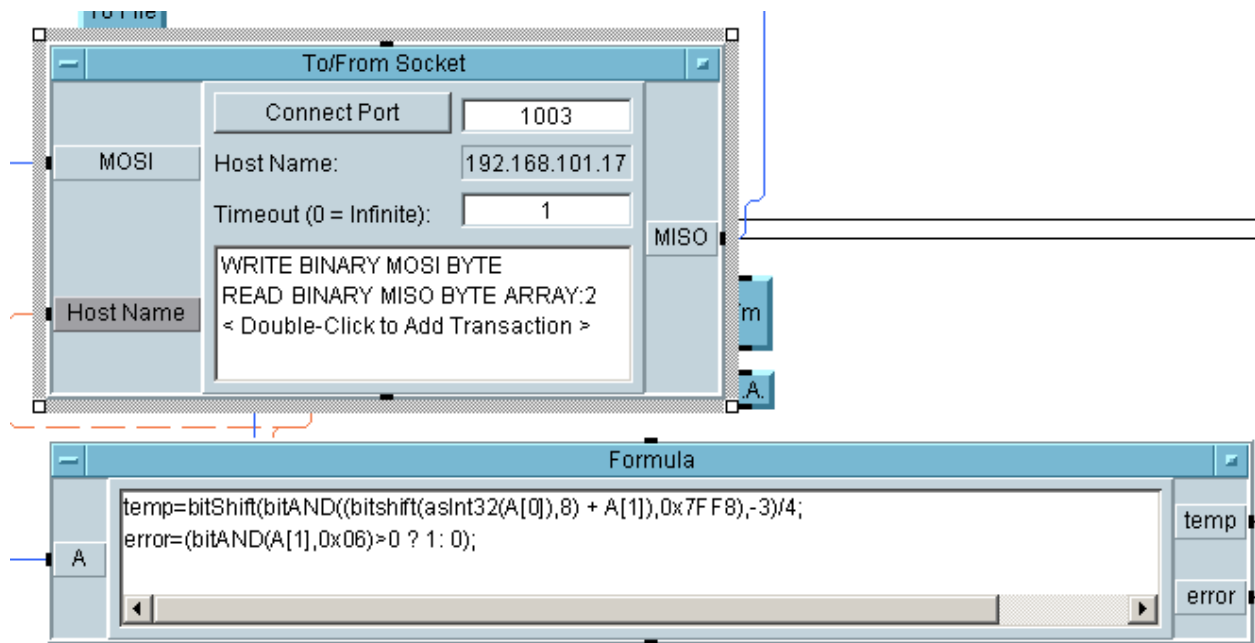 To File
To/From Socket
Connect Port 1003
MOSI Host Name: 192.168.101.17
Timeout (0 = Infinite): 1
MISO
WRITE BINARY MOSI BYTE
READ BINARY MISO BYTE ARRAY:2
Host Name
< Double-Click to Add Transaction >
.A.
Formula
temp=bitShift(bitAND((bitshift(asInt32(A[0]),8) + A[1]),0x7FF8),-3)/4;
temp
error=(bitAND(A[1],0x06)>0 ? 1: 0);
A
error